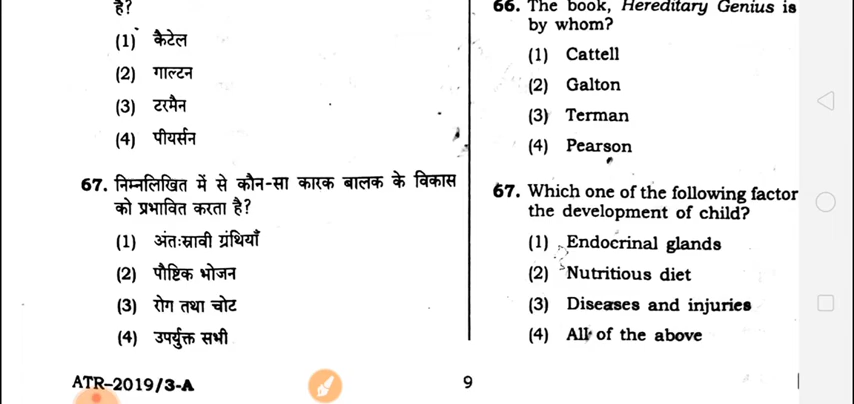 है?
(1) कैटेल
(2) गाल्टन
(3) टरमैन
(4) पीयर्सन
67. निम्नलिखित में से कौन-सा कारक बालक के विकास
को प्रभावित करता है?
(1) अंतःस्रावी ग्रंथियाँ
(2) पौष्टिक भोजन
(3) रोग तथा चोट
(4) उपर्युक्त सभी
66. The book, Hereditary Genius is
by whom?
(1) Cattell
(2) Galton
(3) Terman
(4) Pearson
67. Which one of the following factor
the development of child?
(1) Endocrinal glands
(2) Nutritious diet
(3) Diseases and injuries
(4) All of the above
ATR–2019/3-A
9